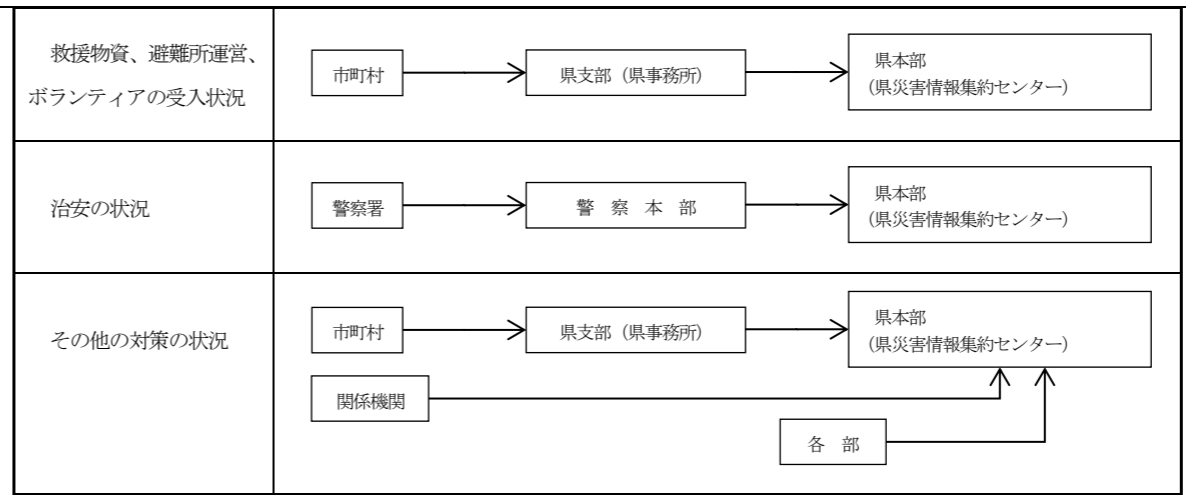 救援物資、避難所運営、
ボランティアの受入状況
市町村
県支部（県事務所）
県本部
（県災害情報集約センター）
治安の状況
警察署
警 察 本 部
県本部
（県災害情報集約センター）
その他の対策の状況
市町村
県支部（県事務所）
県本部
（県災害情報集約センター）
関係機関
各 部